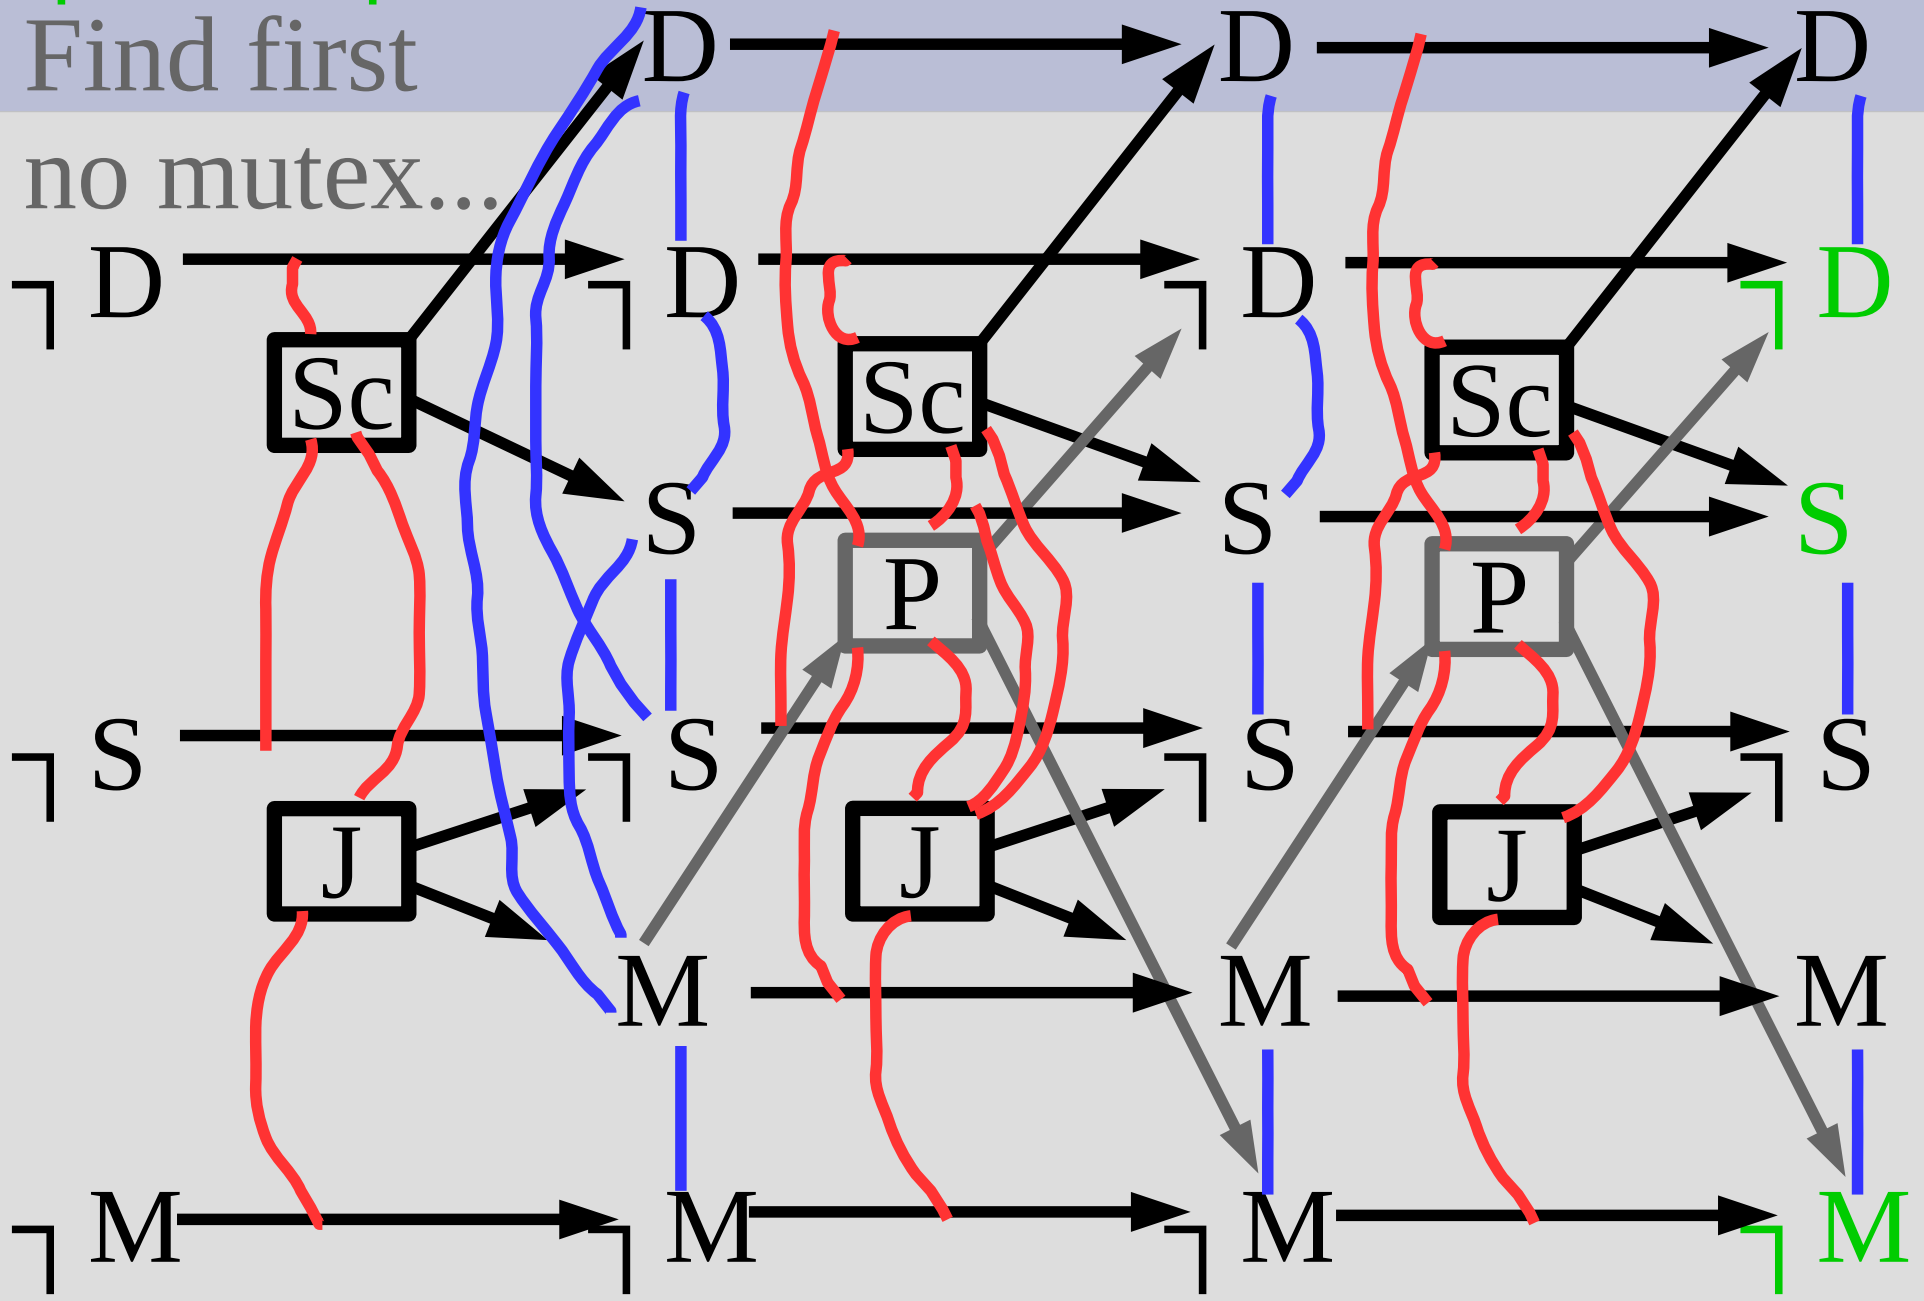 Find first
no mutex...
D D D
¬D ¬D ¬D ¬D
Sc Sc Sc
S S S
P P
¬S ¬S ¬S ¬S
J J J
M M M
¬M ¬M ¬M ¬M